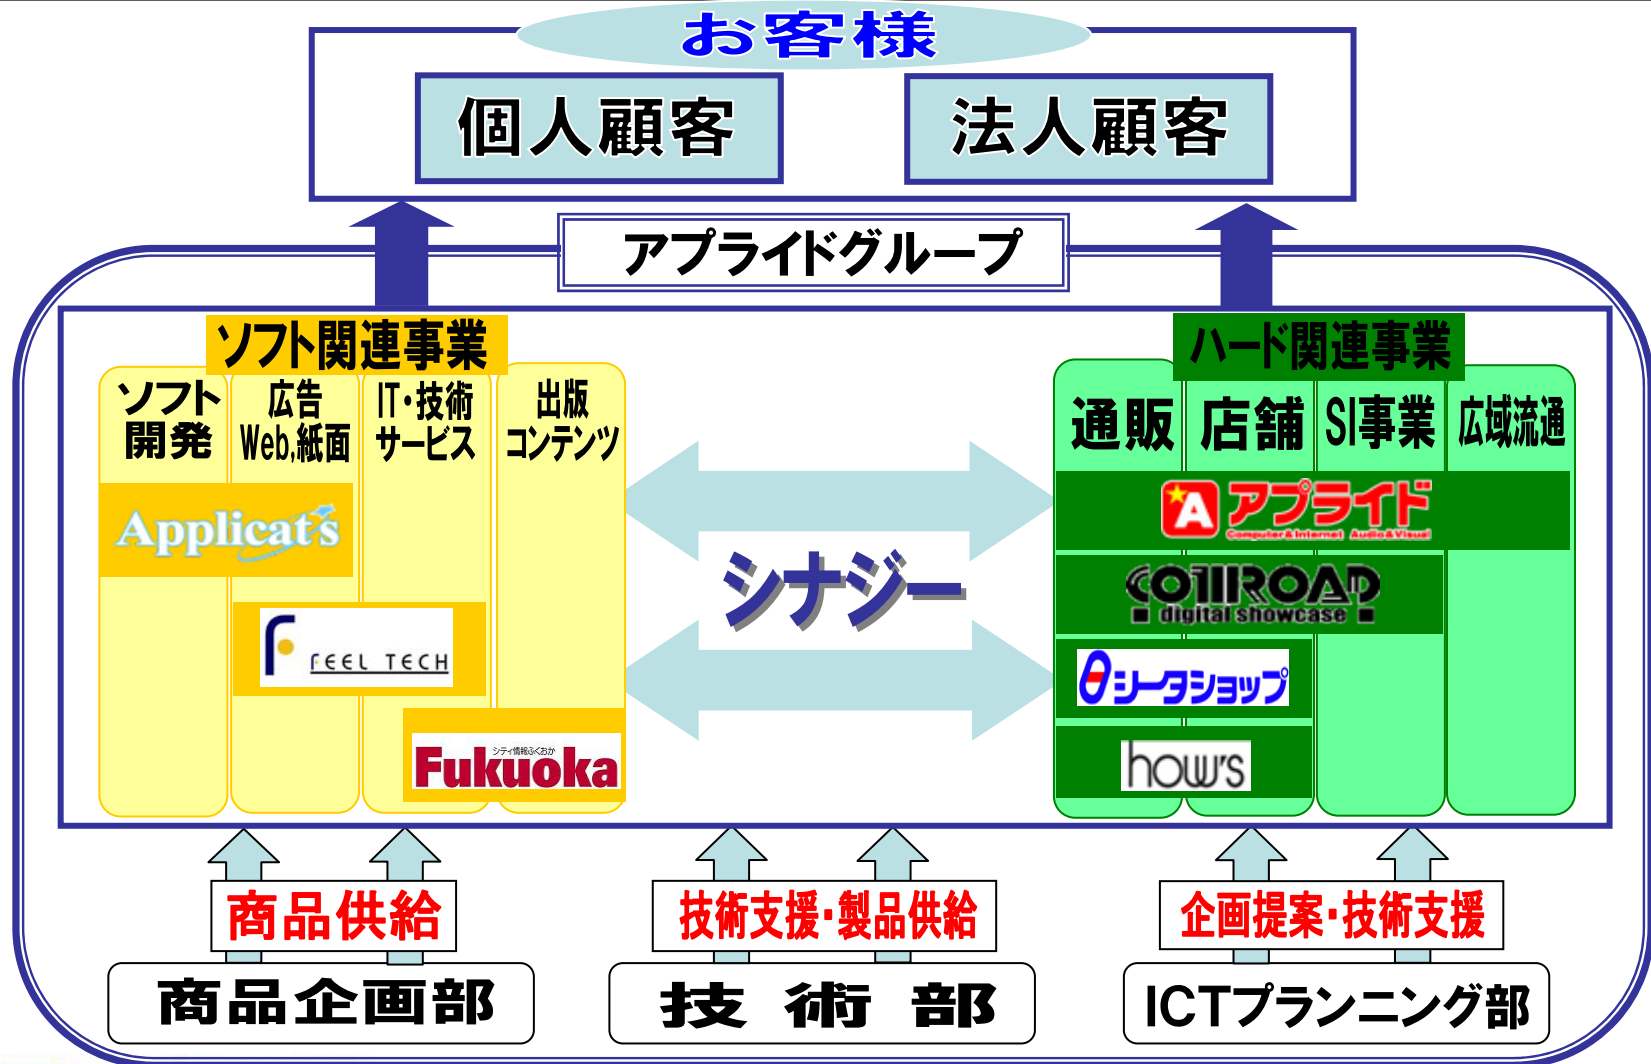 お客様
個人顧客
法人顧客
アプライドグループ
ソフト関連事業
ハード関連事業
ソフト
開発
広告
Web,紙面
IT・技術
サービス
出版
コンテンツ
通販
店舗
SI事業
広域流通
Applicat's
FEEL TECH
シティ情報ふくおか
Fukuoka
シナジー
A アプライド
Computer & Internet Audio & Visual
COMROAD
digital showcase
θシータショップ
how's
商品供給
技術支援・製品供給
企画提案・技術支援
商品企画部
技術部
ICTプランニング部